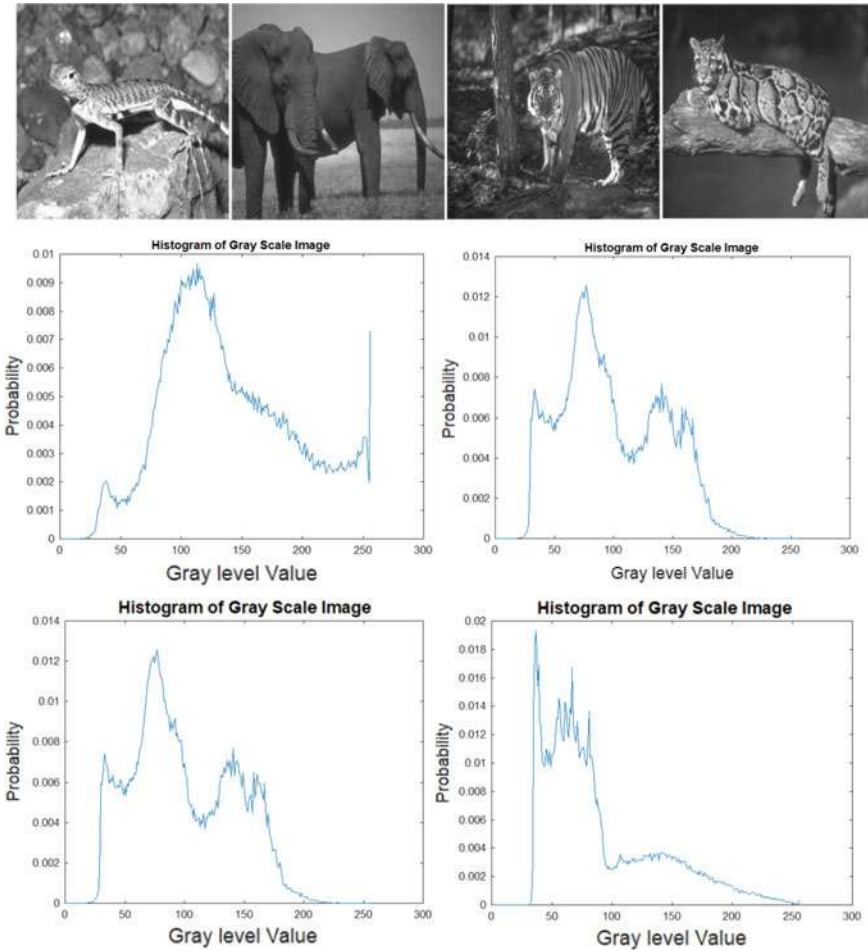 Histogram of Gray Scale Image
0.01
0.009
0.008
0.007
0.006
0.005
0.004
0.003
0.002
0.001
0
0 50 100 150 200 250 300
Probability
Gray level Value
Histogram of Gray Scale Image
0.014
0.012
0.01
0.008
0.006
0.004
0.002
0
0 50 100 150 200 250 300
Probability
Gray level Value
Histogram of Gray Scale Image
0.014
0.012
0.01
0.008
0.006
0.004
0.002
0
0 50 100 150 200 250 300
Probability
Gray level Value
Histogram of Gray Scale Image
0.02
0.018
0.016
0.014
0.012
0.01
0.008
0.006
0.004
0.002
0
0 50 100 150 200 250 300
Probability
Gray level Value